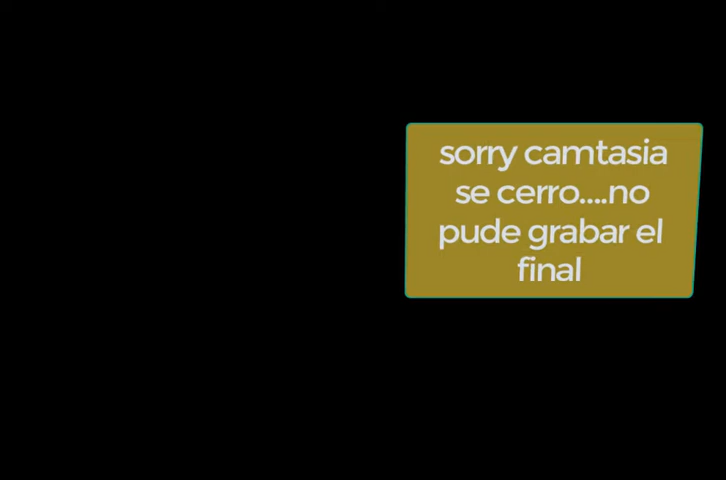 sorry camtasia
se cerro....no
pude grabar el
final